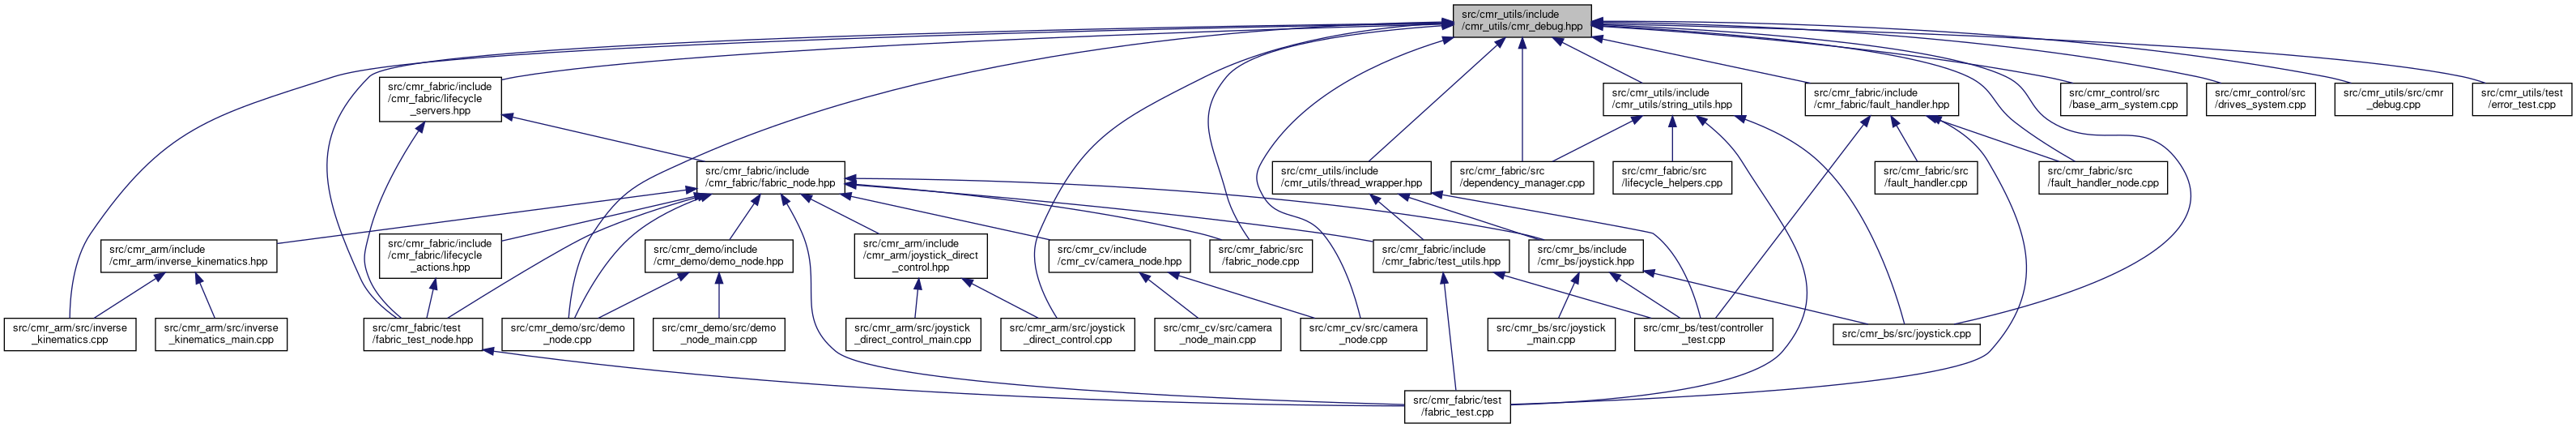 src/cmr_utils/include
/cmr_utils/cmr_debug.hpp
src/cmr_fabric/include
/cmr_fabric/lifecycle
_servers.hpp
src/cmr_utils/include
/cmr_utils/string_utils.hpp
src/cmr_fabric/include
/cmr_fabric/fault_handler.hpp
src/cmr_control/src
/base_arm_system.cpp
src/cmr_control/src
/drives_system.cpp
src/cmr_utils/src/cmr
_debug.cpp
src/cmr_utils/test
/error_test.cpp
src/cmr_fabric/include
/cmr_fabric/fabric_node.hpp
src/cmr_utils/include
/cmr_utils/thread_wrapper.hpp
src/cmr_fabric/src
/dependency_manager.cpp
src/cmr_fabric/src
/lifecycle_helpers.cpp
src/cmr_fabric/src
/fault_handler.cpp
src/cmr_fabric/src
/fault_handler_node.cpp
src/cmr_arm/include
/cmr_arm/inverse_kinematics.hpp
src/cmr_fabric/include
/cmr_fabric/lifecycle
_actions.hpp
src/cmr_demo/include
/cmr_demo/demo_node.hpp
src/cmr_arm/include
/cmr_arm/joystick_direct
_control.hpp
src/cmr_cv/include
/cmr_cv/camera_node.hpp
src/cmr_fabric/src
/fabric_node.cpp
src/cmr_fabric/include
/cmr_fabric/test_utils.hpp
src/cmr_bs/include
/cmr_bs/joystick.hpp
src/cmr_arm/src/inverse
_kinematics.cpp
src/cmr_arm/src/inverse
_kinematics_main.cpp
src/cmr_fabric/test
/fabric_test_node.hpp
src/cmr_demo/src/demo
_node.cpp
src/cmr_demo/src/demo
_node_main.cpp
src/cmr_arm/src/joystick
_direct_control_main.cpp
src/cmr_arm/src/joystick
_direct_control.cpp
src/cmr_cv/src/camera
_node_main.cpp
src/cmr_cv/src/camera
_node.cpp
src/cmr_bs/src/joystick
_main.cpp
src/cmr_bs/test/controller
_test.cpp
src/cmr_bs/src/joystick.cpp
src/cmr_fabric/test
/fabric_test.cpp